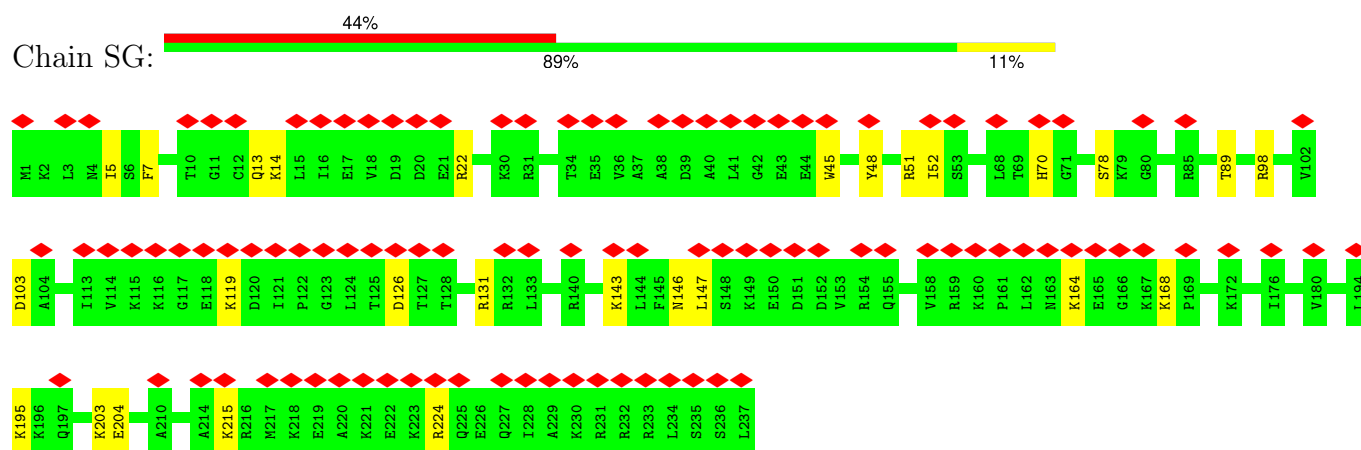 44%
Chain SG:
89% 11%
M1 K2 L3 N4 I5 S6 F7 T10 G11 G12 Q13 K14 L15 I16 E17 V18 D19 D20 E21 R22 K30 R31 T34 E35 V36 A37 A38 D39 A40 L41 G42 E43 E44 W45 Y48 R51 I52 S53 L68 T69 H70 G71 S78 K79 G80 R85 T89 R98 V102
D103 A104 I113 V114 K115 K116 G117 E118 K119 D120 I121 P122 G123 L124 T125 D126 T127 T128 R131 R132 L133 R140 K143 L144 F145 N146 L147 S148 K149 E150 D151 D152 V153 R154 Q155 V158 R159 K160 P161 L162 N163 K164 E165 G166 K167 K168 P169 K172 I176 V180 L194
K195 K196 Q197 K203 E204 A210 A214 K215 R216 M217 K218 E219 A220 K221 E222 K223 R224 Q225 E226 Q227 I228 A229 K230 R231 R232 R233 L234 S235 S236 L237